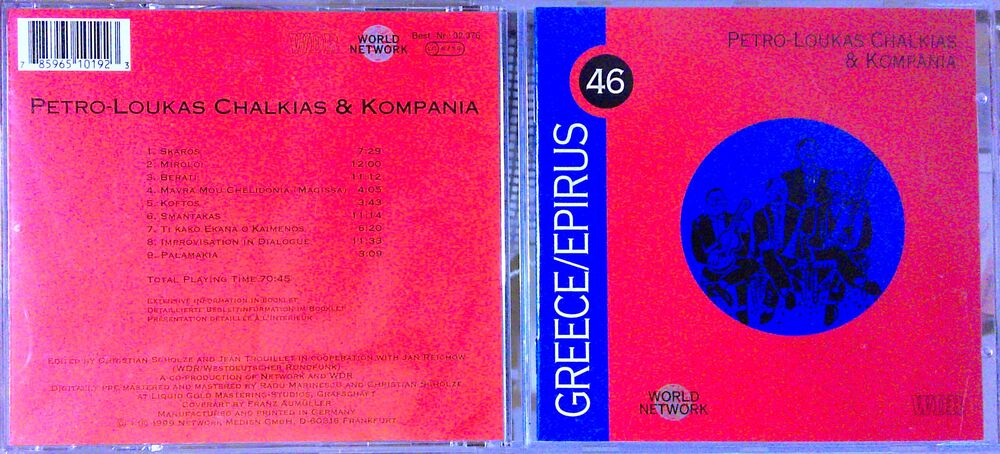 7 85965 10192 3
WDR
WORLD
NETWORK
Best. Nr.: 02.376
PETRO-LOUKAS CHALKIAS & KOMPANIA
1. SKAROS 7:29
2. MIROLOI 12:00
3. BERATI 11:12
4. MAVRA MOU CHELIDONIA (MAGISSA) 4:05
5. KOFTOS 3:43
6. SMANTAKAS 11:14
7. TI KAKO EKANA O KAIMENOS 6:20
8. IMPROVISATION IN DIALOGUE 11:33
9. PALAMAKIA 3:09
TOTAL PLAYING TIME: 70:45
EXTENSIVE INFORMATION IN BOOKLET
DETAILLIERTE BEGLEITINFORMATION IM BOOKLET
PRÉSENTATION DÉTAILLÉE À L'INTÉRIEUR
EDITED BY CHRISTIAN SCHOLZE AND JEAN TROUILLET IN COOPERATION WITH JAN REICHOW
(WDR/WESTDEUTSCHER RUNDFUNK)
A CO-PRODUCTION OF NETWORK AND WDR
DIGITALLY PRE-MASTERED AND MASTERED BY RADU MARINESCU AND CHRISTIAN SCHOLZE
AT LIQUID GOLD MASTERING-STUDIOS, GRAFSCHAFT
COVERART BY FRANZ AUMÜLLER
MANUFACTURED AND PRINTED IN GERMANY
1999 NETWORK MEDIEN GMBH, D-60316 FRANKFURT
GREECE/EPIRUS
46
PETRO-LOUKAS CHALKIAS
& KOMPANIA
WORLD
NETWORK
WDR